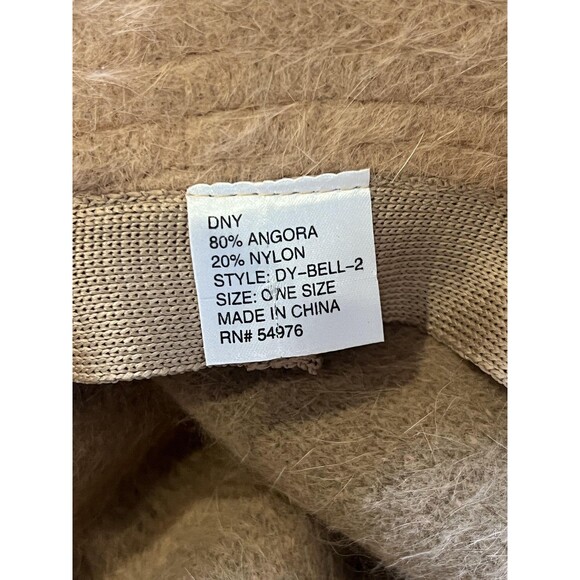 DNY
80% ANGORA
20% NYLON
STYLE: DY-BELL-2
SIZE: ONE SIZE
MADE IN CHINA
RN# 54976